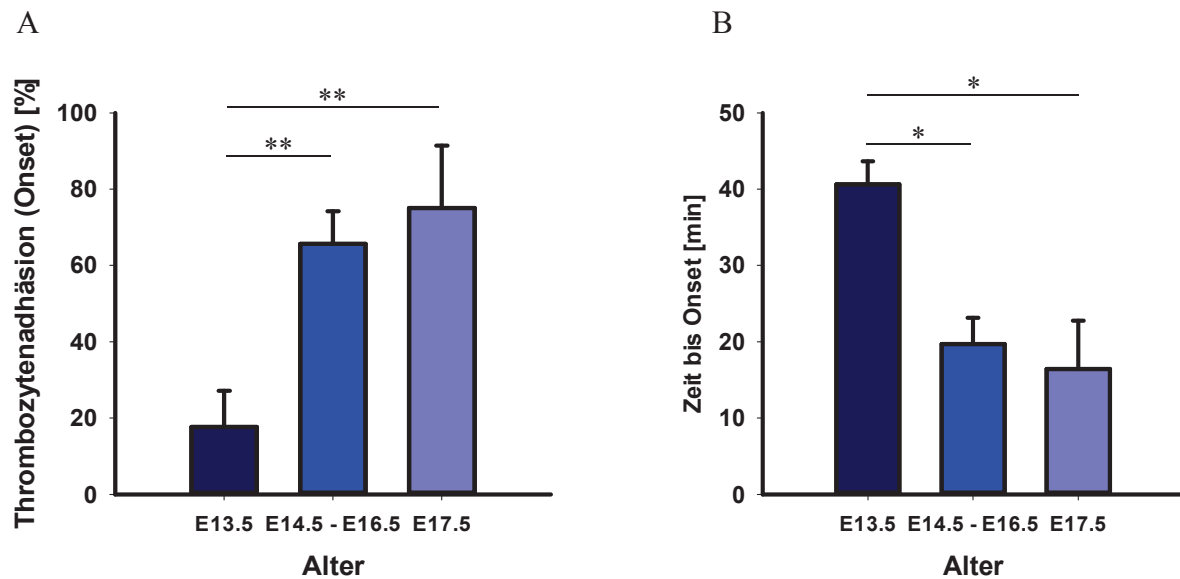 A
Thrombozytenadhäsion (Onset) [%]
100
80
60
40
20
0
**
**
E13.5 E14.5 - E16.5 E17.5
Alter
B
Zeit bis Onset [min]
50
40
30
20
10
0
*
*
E13.5 E14.5 - E16.5 E17.5
Alter